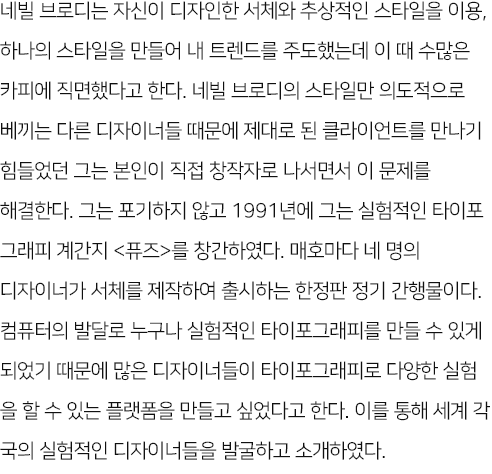 네빌 브로디는 자신이 디자인한 서체와 추상적인 스타일을 이용,
하나의 스타일을 만들어 내 트렌드를 주도했는데 이 때 수많은
카피에 직면했다고 한다. 네빌 브로디의 스타일만 의도적으로
베끼는 다른 디자이너들 때문에 제대로 된 클라이언트를 만나기
힘들었던 그는 본인이 직접 창작자로 나서면서 이 문제를
해결한다. 그는 포기하지 않고 1991년에 그는 실험적인 타이포
그래피 계간지 <퓨즈>를 창간하였다. 매호마다 네 명의
디자이너가 서체를 제작하여 출시하는 한정판 정기 간행물이다.
컴퓨터의 발달로 누구나 실험적인 타이포그래피를 만들 수 있게
되었기 때문에 많은 디자이너들이 타이포그래피로 다양한 실험
을 할 수 있는 플랫폼을 만들고 싶었다고 한다. 이를 통해 세계 각
국의 실험적인 디자이너들을 발굴하고 소개하였다.